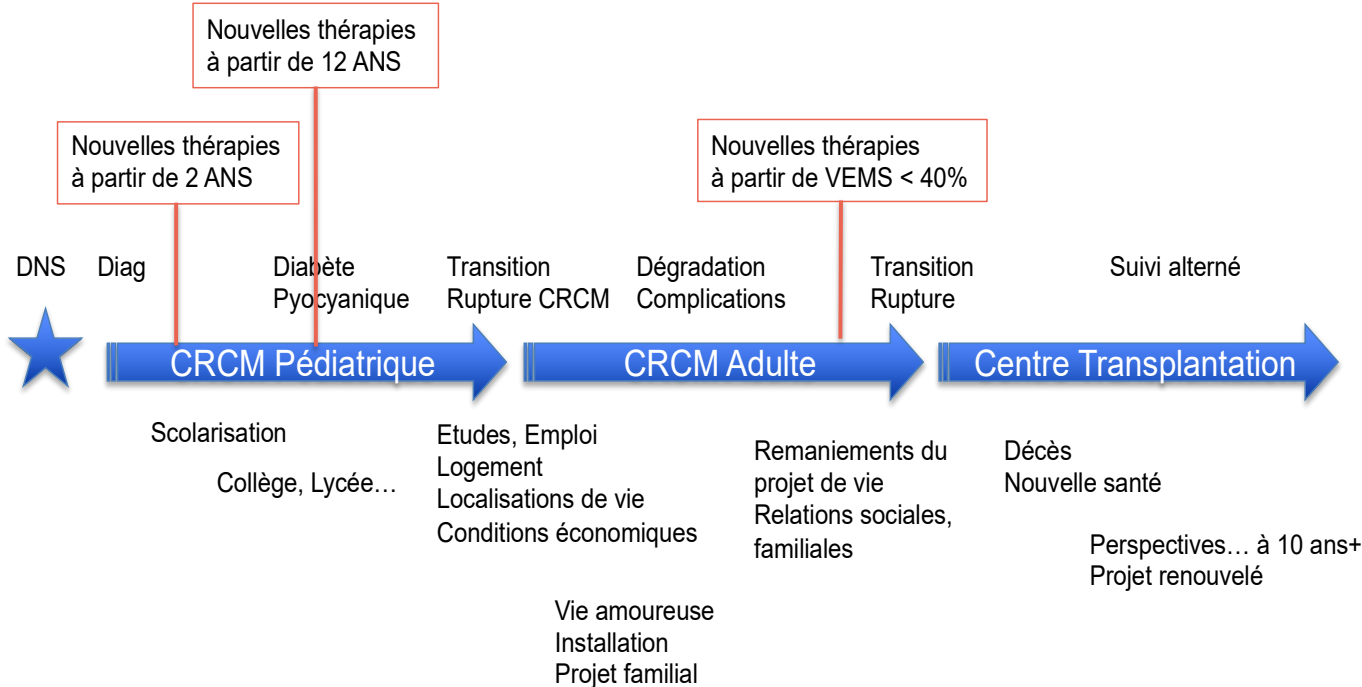 Nouvelles thérapies
à partir de 12 ANS
Nouvelles thérapies
à partir de 2 ANS
Nouvelles thérapies
à partir de VEMS < 40%
DNS
Diag
Diabète
Pyocyanique
Transition
Rupture CRCM
Dégradation
Complications
Transition
Rupture
Suivi alterné
CRCM Pédiatrique
CRCM Adulte
Centre Transplantation
Scolarisation
Collège, Lycée…
Etudes, Emploi
Logement
Localisations de vie
Conditions économiques
Remaniements du
projet de vie
Relations sociales,
familiales
Décès
Nouvelle santé
Perspectives… à 10 ans+
Projet renouvelé
Vie amoureuse
Installation
Projet familial